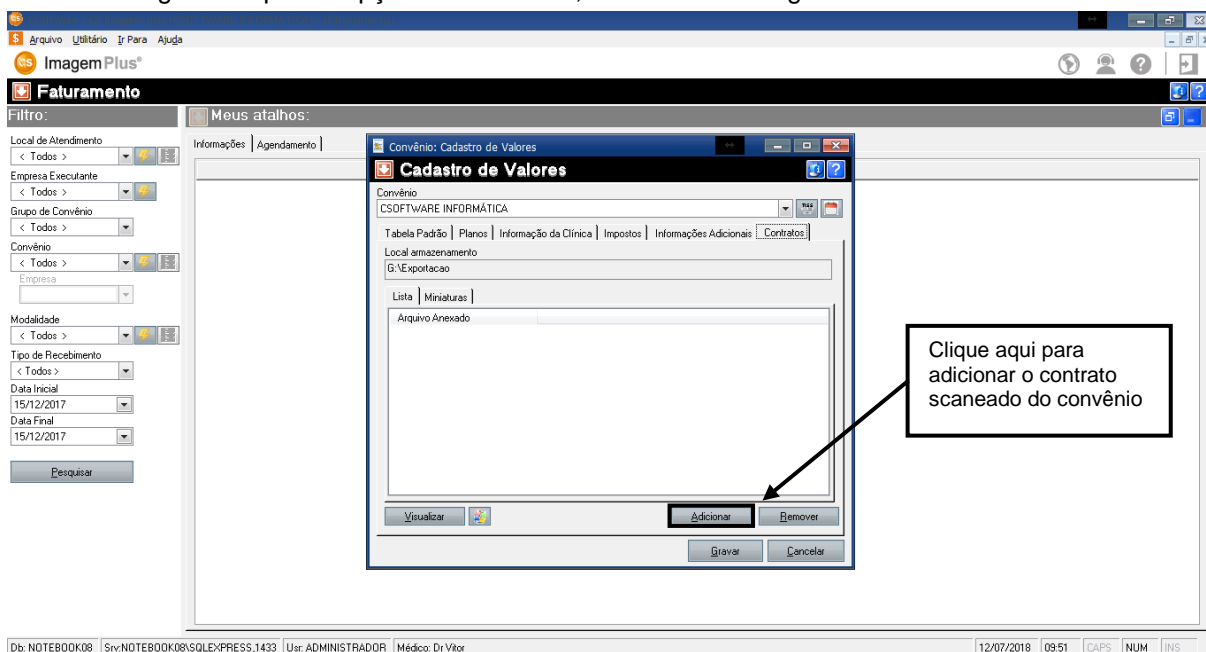 Arquivo Utilitário Ir Para Ajuda
ImagemPlus®
Faturamento
Filtro:
Meus atalhos:
Local de Atendimento
< Todos >
Empresa Executante
< Todos >
Grupo de Convênio
< Todos >
Convênio
< Todos >
Empresa
Modalidade
< Todos >
Tipo de Recebimento
< Todos >
Data Inicial
15/12/2017
Data Final
15/12/2017
Pesquisar
Informações Agendamento
Convênio: Cadastro de Valores
Cadastro de Valores
Convênio
CSOFTWARE INFORMÁTICA
Tabela Padrão Planos Informação da Clínica Impostos Informações Adicionais Contratos
Local armazenamento
G:\Exportacao
Lista Miniaturas
Arquivo Anexado
Visualizar Adicionar Remover
Gravar Cancelar
Clique aqui para
adicionar o contrato
scaneado do convênio
Db: NOTEBOOK08 Srv:NOTEBOOK08\SQLEXPRESS,1433 Usr: ADMINISTRADOR Médico: Dr Vitor 12/07/2018 09:51 CAPS NUM INS